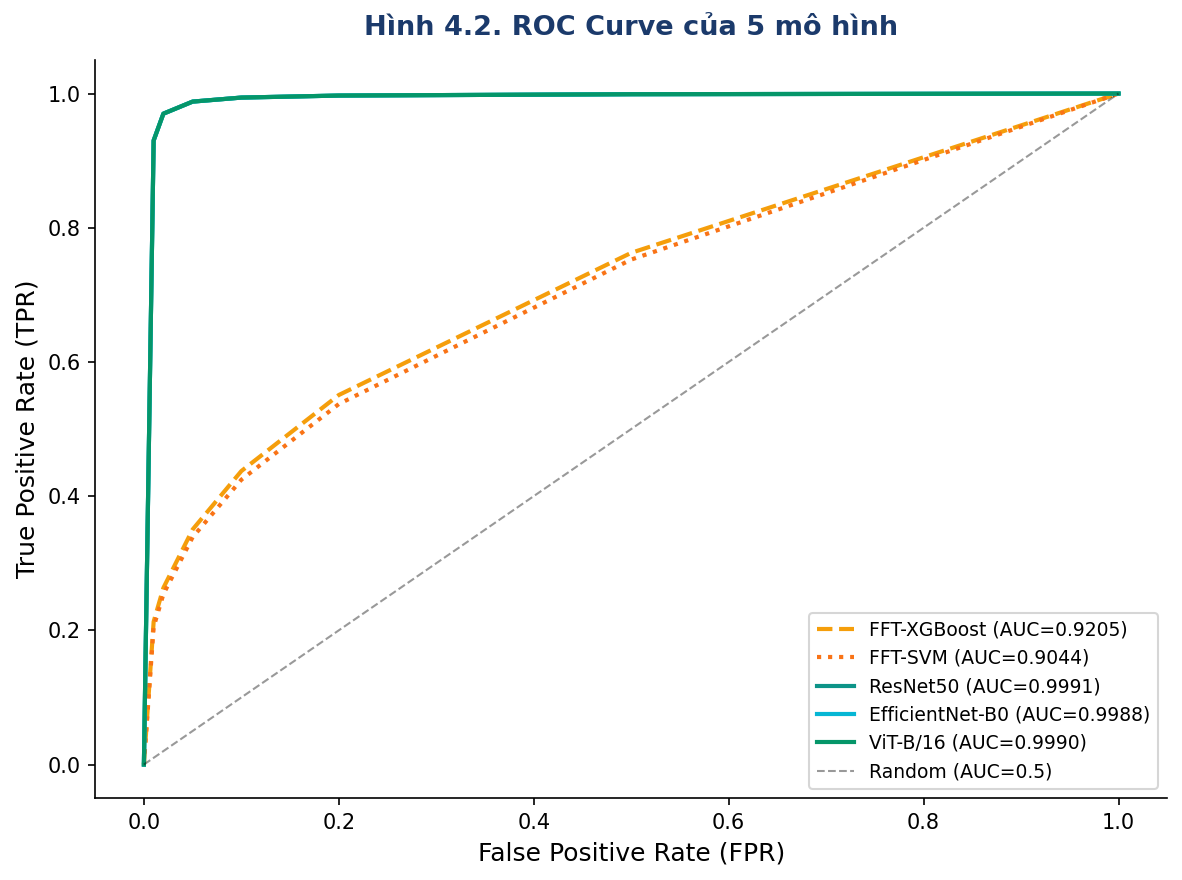 Hình 4.2. ROC Curve của 5 mô hình
True Positive Rate (TPR)
1.0
0.8
0.6
0.4
0.2
0.0
0.0 0.2 0.4 0.6 0.8 1.0
False Positive Rate (FPR)
FFT-XGBoost (AUC=0.9205)
FFT-SVM (AUC=0.9044)
ResNet50 (AUC=0.9991)
EfficientNet-B0 (AUC=0.9988)
ViT-B/16 (AUC=0.9990)
Random (AUC=0.5)